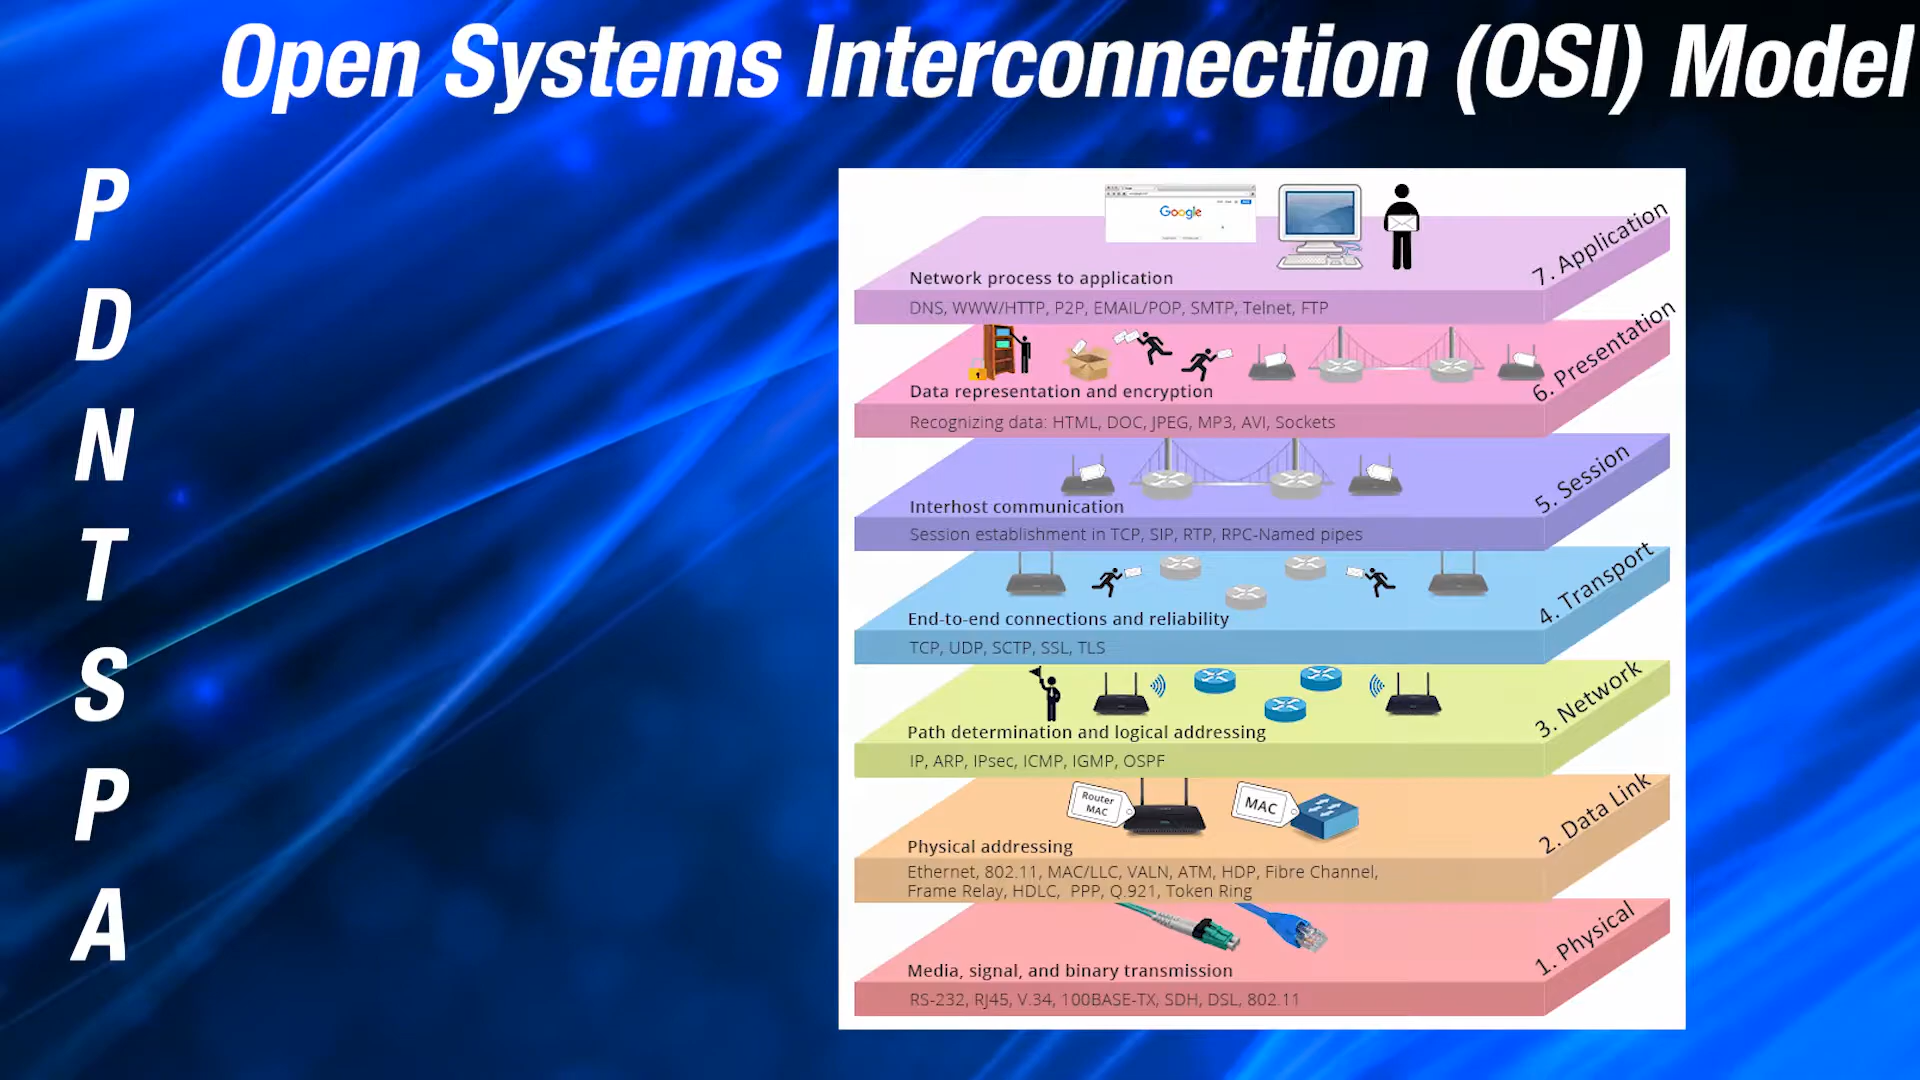 Open Systems Interconnection (OSI) Model
P
D
N
T
S
P
A
Google
Network process to application
DNS, WWW/HTTP, P2P, EMAIL/POP, SMTP, Telnet, FTP
7. Application
Data representation and encryption
Recognizing data: HTML, DOC, JPEG, MP3, AVI, Sockets
6. Presentation
Interhost communication
Session establishment in TCP, SIP, RTP, RPC-Named pipes
5. Session
End-to-end connections and reliability
TCP, UDP, SCTP, SSL, TLS
4. Transport
Path determination and logical addressing
IP, ARP, IPsec, ICMP, IGMP, OSPF
3. Network
Router
MAC
MAC
Physical addressing
Ethernet, 802.11, MAC/LLC, VALN, ATM, HDP, Fibre Channel,
Frame Relay, HDLC, PPP, Q.921, Token Ring
2. Data Link
Media, signal, and binary transmission
RS-232, RJ45, V.34, 100BASE-TX, SDH, DSL, 802.11
1. Physical